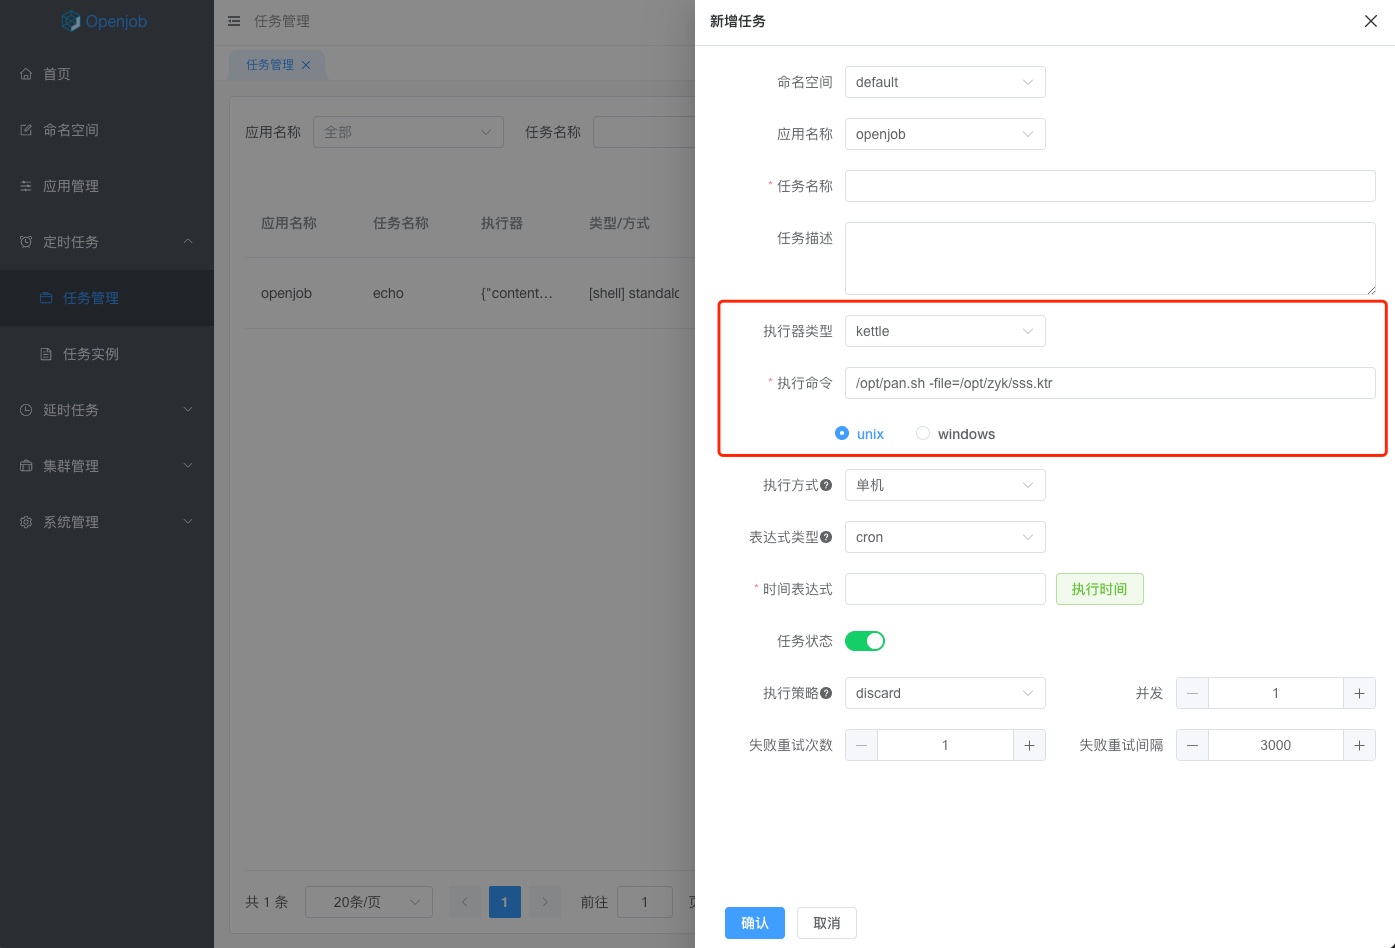 Openjob
首页
命名空间
应用管理
定时任务
任务管理
任务实例
延时任务
集群管理
系统管理
任务管理
任务管理
应用名称 全部 任务名称
应用名称 任务名称 执行器 类型/方式
openjob echo {"content... [shell] standalc
共 1 条 20条/页 1 前往 1
新增任务
命名空间 default
应用名称 openjob
* 任务名称
任务描述
执行器类型 kettle
* 执行命令 /opt/pan.sh -file=/opt/zyk/sss.ktr
unix windows
执行方式? 单机
表达式类型? cron
* 时间表达式 执行时间
任务状态
执行策略? discard 并发 1
失败重试次数 1 失败重试间隔 3000
确认 取消